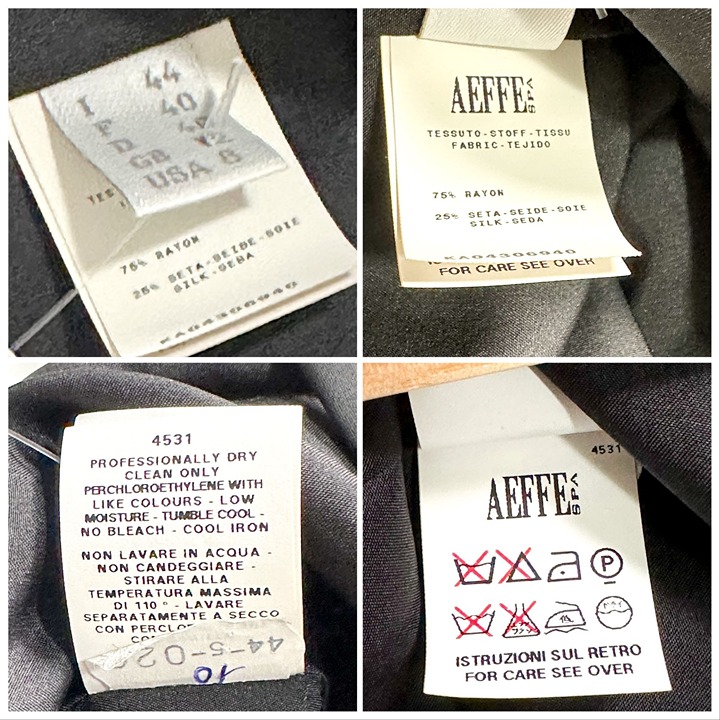 I 44
F 40
D
GB 12
USA 8
75% RAYON
25% SETA-SEIDE-SOIE
SILK-SEDA
KA04306940
AEFFE SPA
TESSUTO-STOFF-TISSU
FABRIC-TEJIDO
75% RAYON
25% SETA-SEIDE-SOIE
SILK-SEDA
KA04306940
FOR CARE SEE OVER
4531
PROFESSIONALLY DRY
CLEAN ONLY
PERCHLOROETHYLENE WITH
LIKE COLOURS - LOW
MOISTURE - TUMBLE COOL -
NO BLEACH - COOL IRON
NON LAVARE IN ACQUA -
NON CANDEGGIARE -
STIRARE ALLA
TEMPERATURA MASSIMA
DI 110° - LAVARE
SEPARATAMENTE A SECCO
CON
44-5-02
10
4531
AEFFE SPA
P
ISTRUZIONI SUL RETRO
FOR CARE SEE OVER